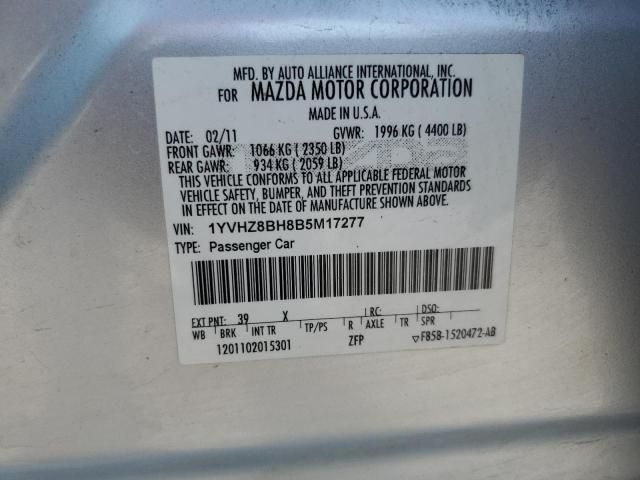 MFD. BY AUTO ALLIANCE INTERNATIONAL, INC.
FOR MAZDA MOTOR CORPORATION
MADE IN U.S.A.
DATE: 02/11 GVWR: 1996 KG ( 4400 LB)
FRONT GAWR: 1066 KG ( 2350 LB)
REAR GAWR: 934 KG ( 2059 LB)
THIS VEHICLE CONFORMS TO ALL APPLICABLE FEDERAL MOTOR
VEHICLE SAFETY, BUMPER, AND THEFT PREVENTION STANDARDS
IN EFFECT ON THE DATE OF MANUFACTURE SHOWN ABOVE.
VIN: 1YVHZ8BH8B5M17277
TYPE: Passenger Car
EXT PNT: 39 X RC: DSO:
WB BRK INT TR TP/PS R AXLE TR SPR
1201102015301 ZFP ▽F85B-1520472-AB